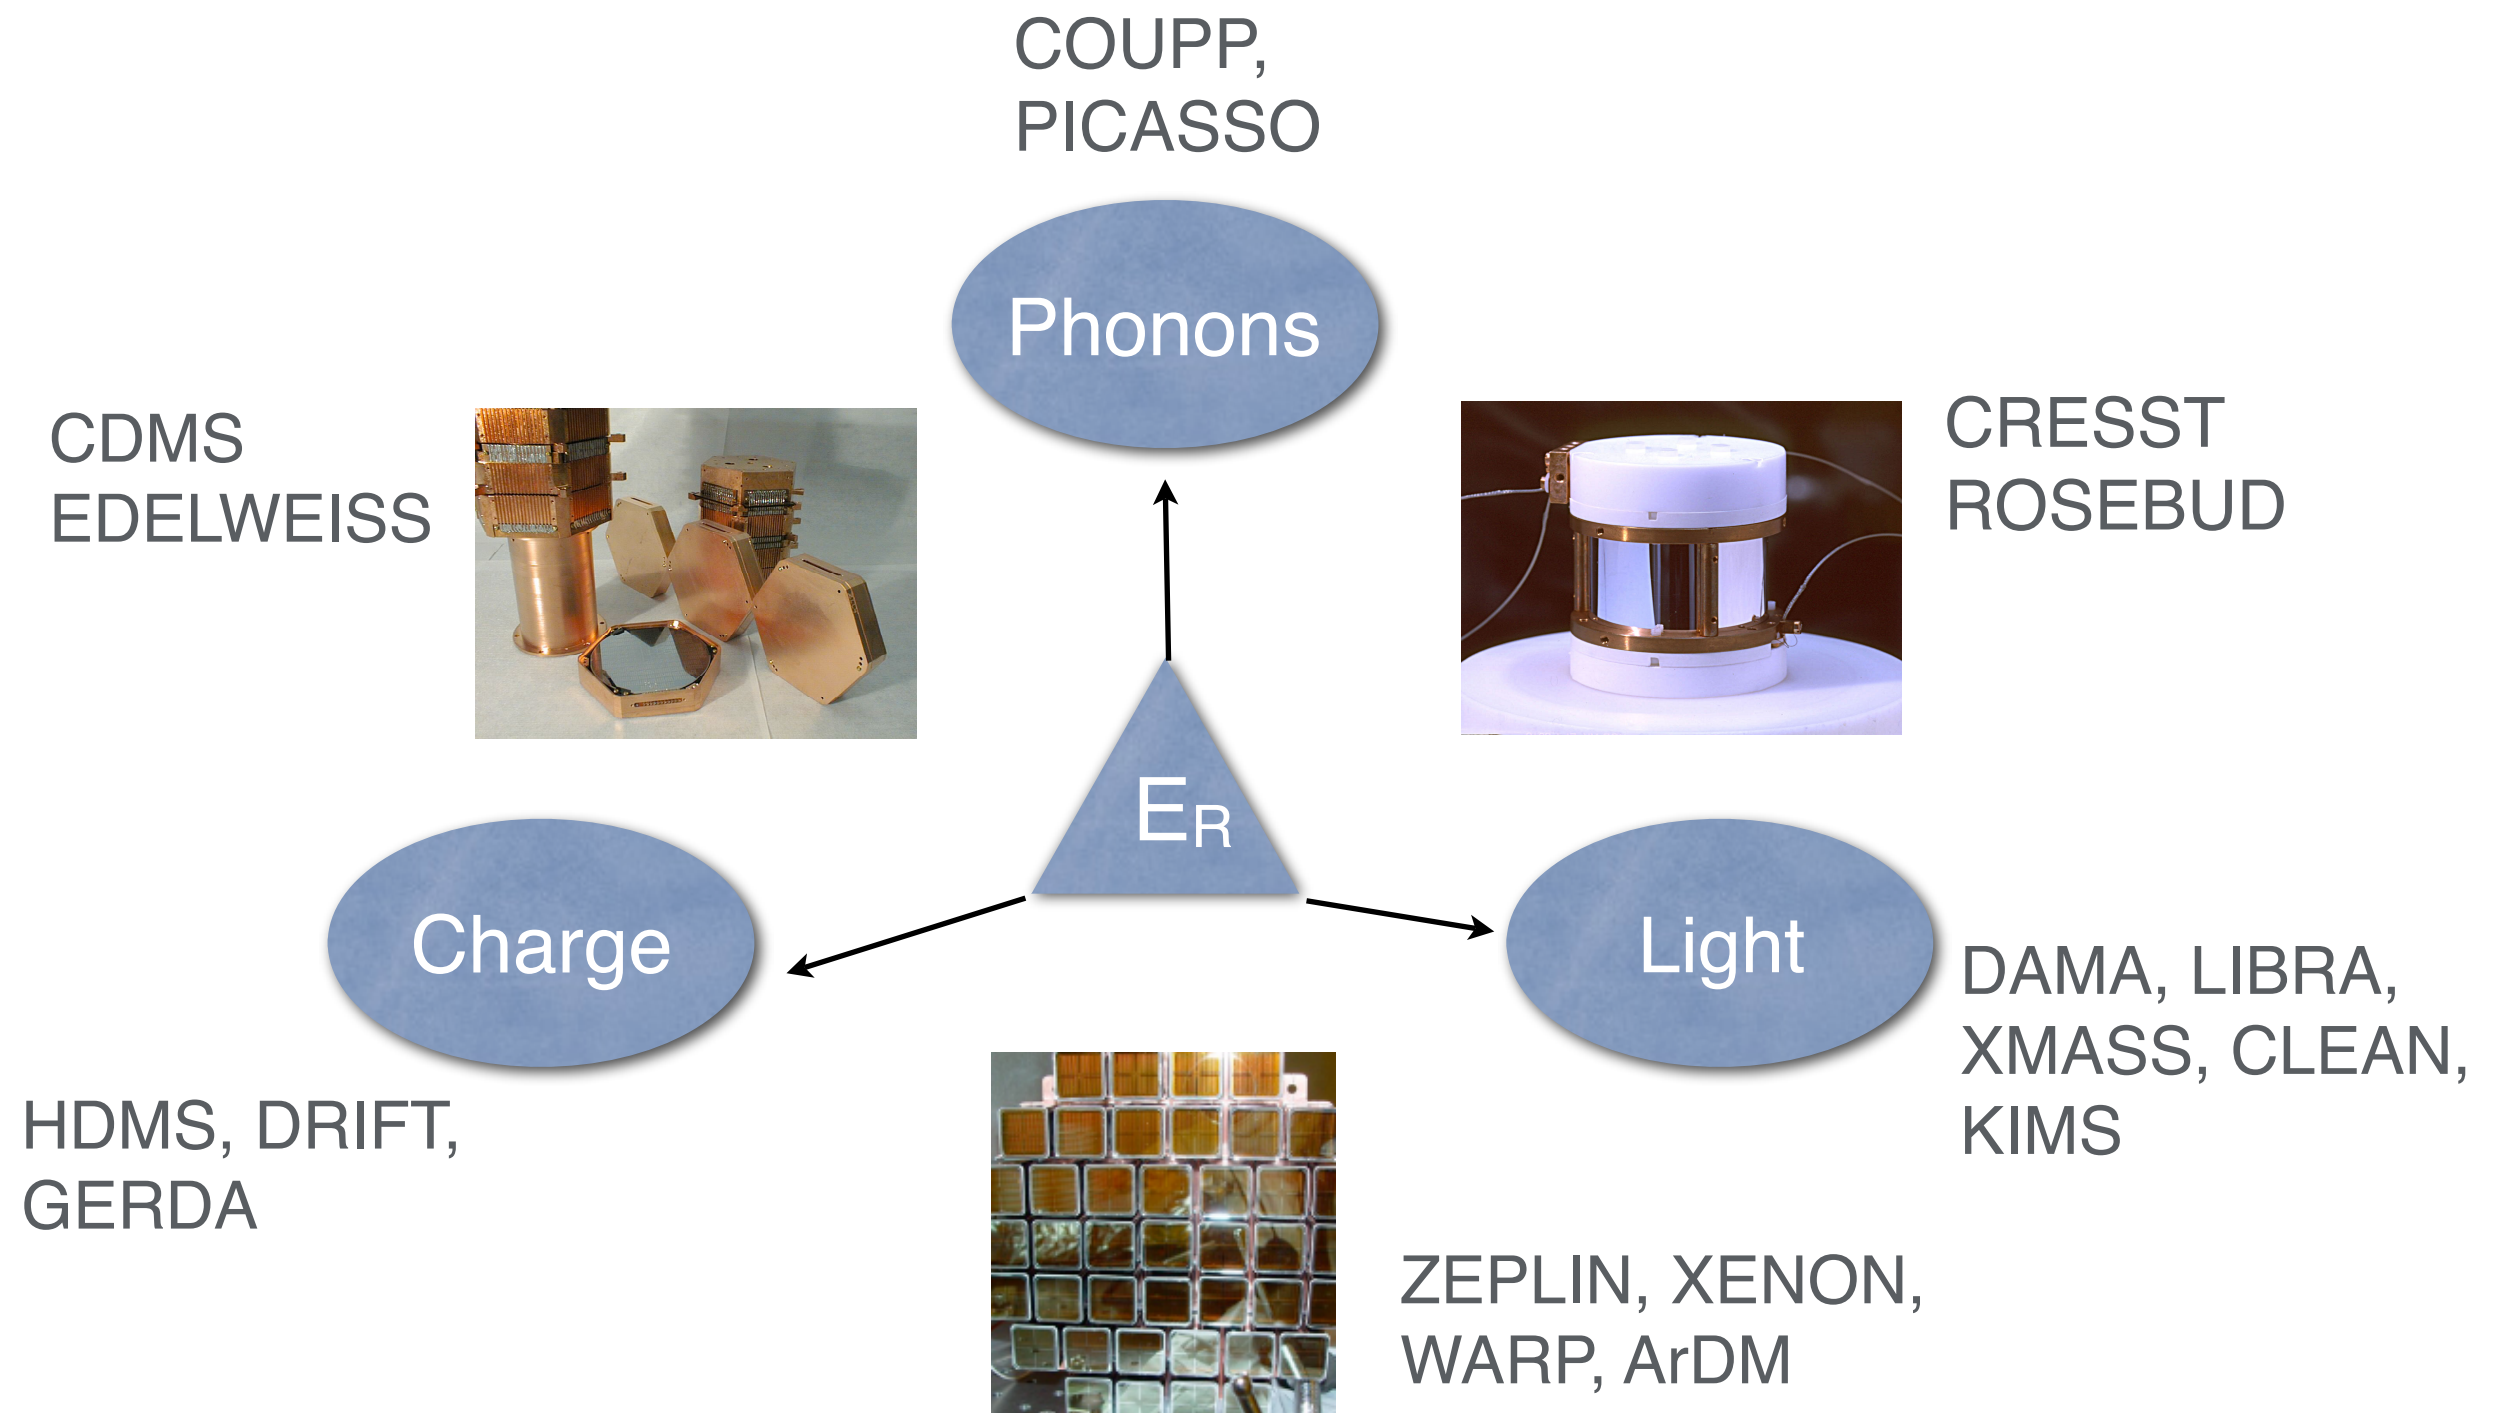 COUPP,
PICASSO
Phonons
CDMS
EDELWEISS
CRESST
ROSEBUD
ER
Charge
Light
DAMA, LIBRA,
XMASS, CLEAN,
KIMS
HDMS, DRIFT,
GERDA
ZEPLIN, XENON,
WARP, ArDM